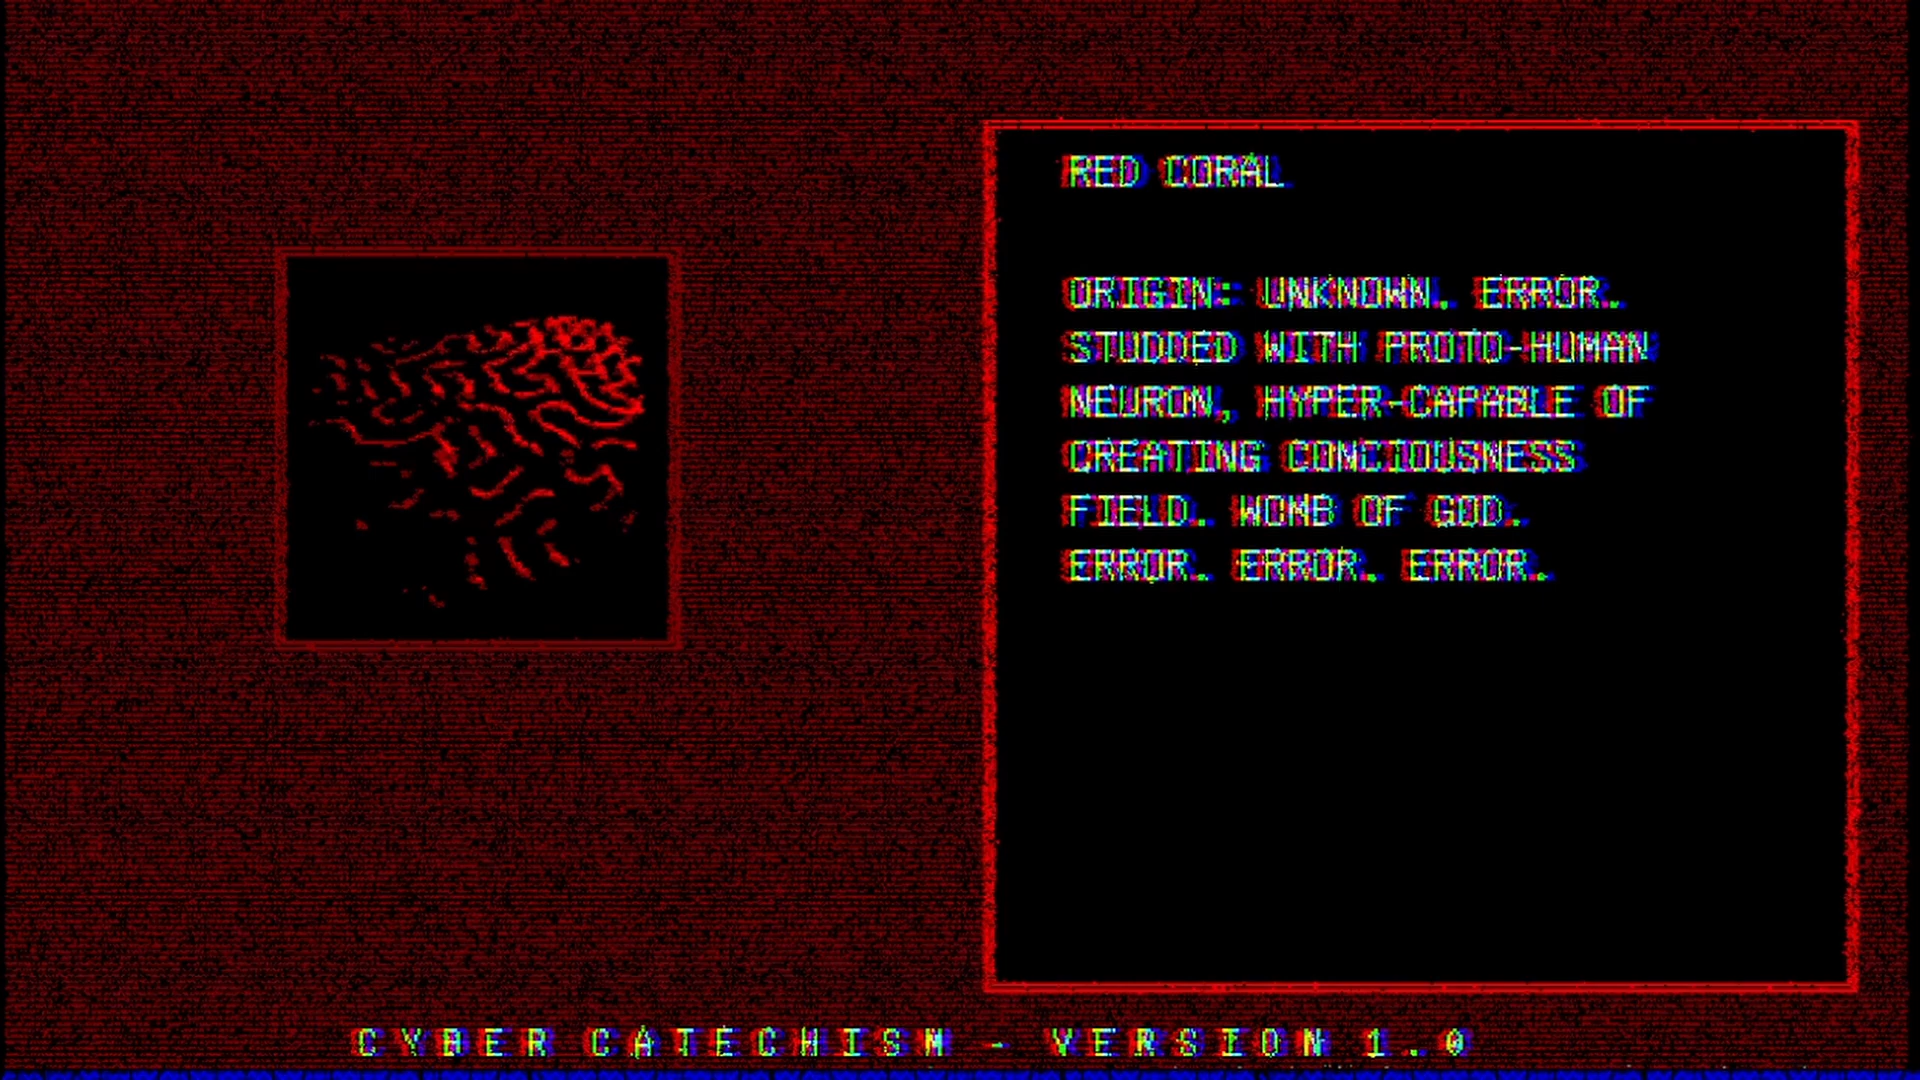 RED CORAL
ORIGIN: UNKNOWN. ERROR.
STUDDED WITH PROTO-HUMAN
NEURON, HYPER-CAPABLE OF
CREATING CONCIOUSNESS
FIELD. WOMB OF GOD.
ERROR. ERROR. ERROR.
CYBER CATECHISM - VERSION 1.0